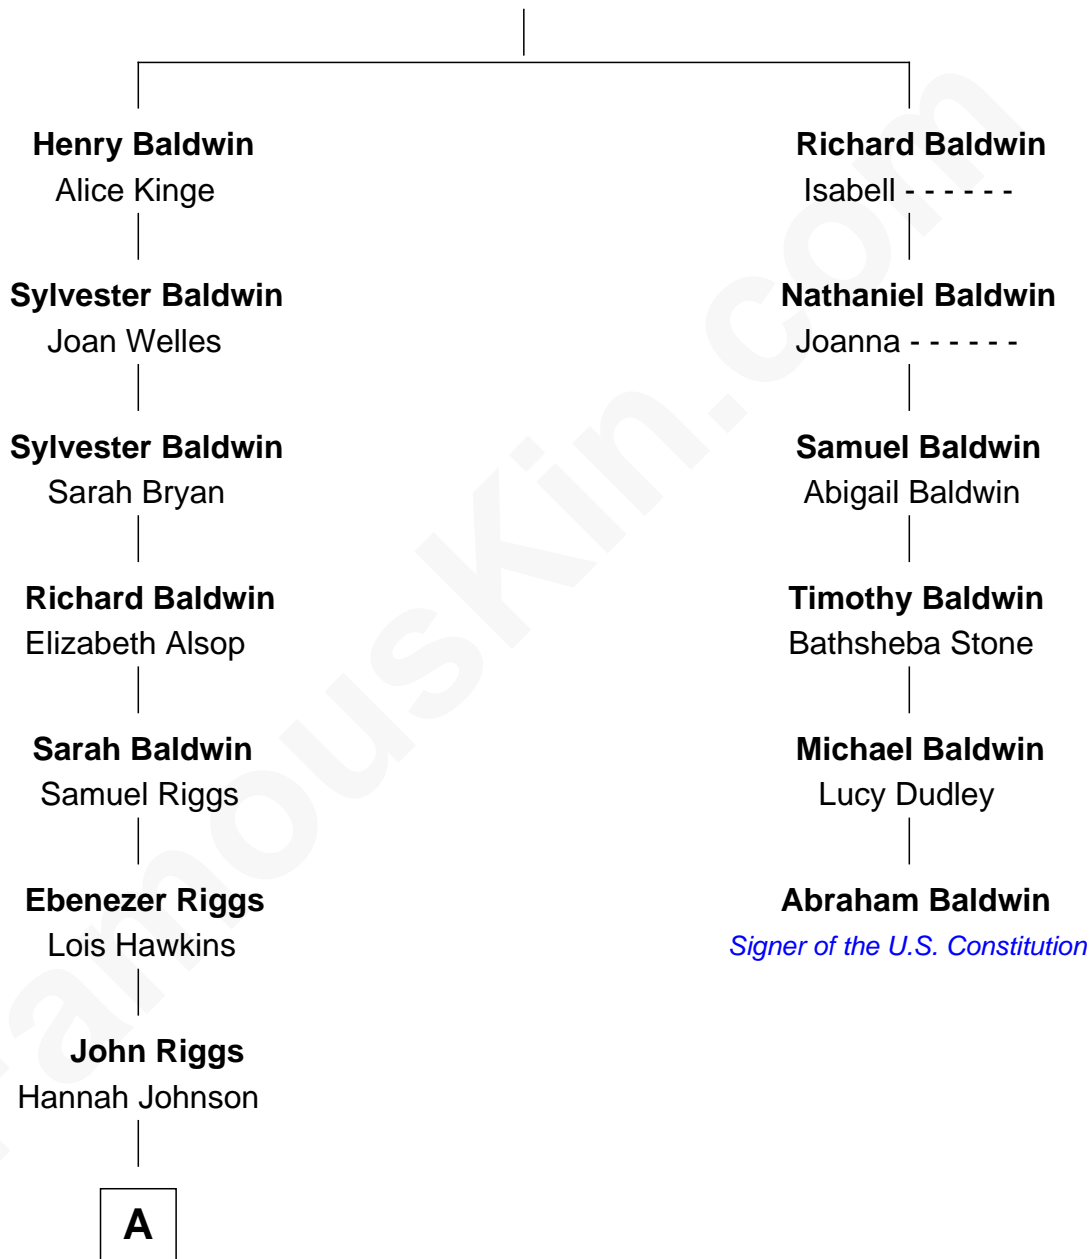 Henry Baldwin
Alice Kinge
Sylvester Baldwin
Joan Welles
Sylvester Baldwin
Sarah Bryan
Richard Baldwin
Elizabeth Alsop
Sarah Baldwin
Samuel Riggs
Ebenezer Riggs
Lois Hawkins
John Riggs
Hannah Johnson
A
Richard Baldwin
Isabell - - - - - -
Nathaniel Baldwin
Joanna - - - - - -
Samuel Baldwin
Abigail Baldwin
Timothy Baldwin
Bathsheba Stone
Michael Baldwin
Lucy Dudley
Abraham Baldwin
Signer of the U.S. Constitution
FamousKin.com